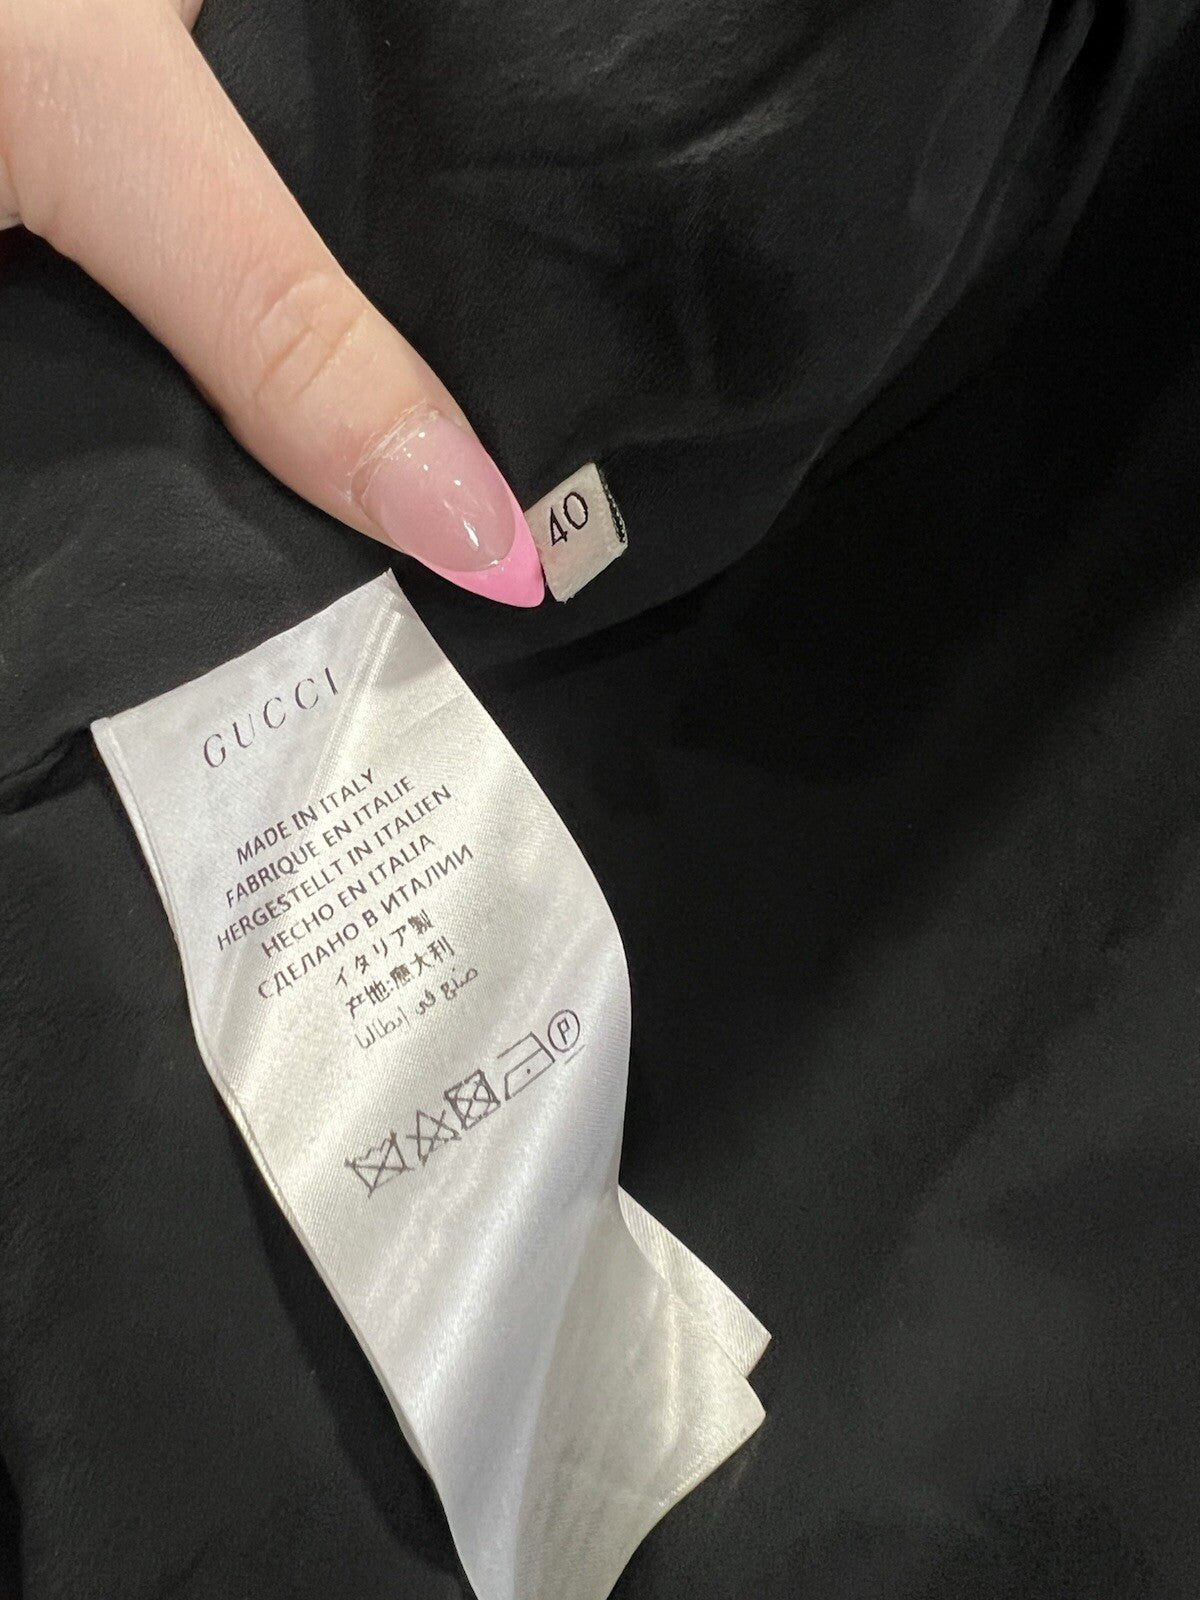 40
GUCCI
MADE IN ITALY
FABRIQUE EN ITALIE
HERGESTELLT IN ITALIEN
HECHO EN ITALIA
СДЕЛАНО В ИТАЛИИ
イタリア製
产地:意大利
صنع في إيطاليا
P